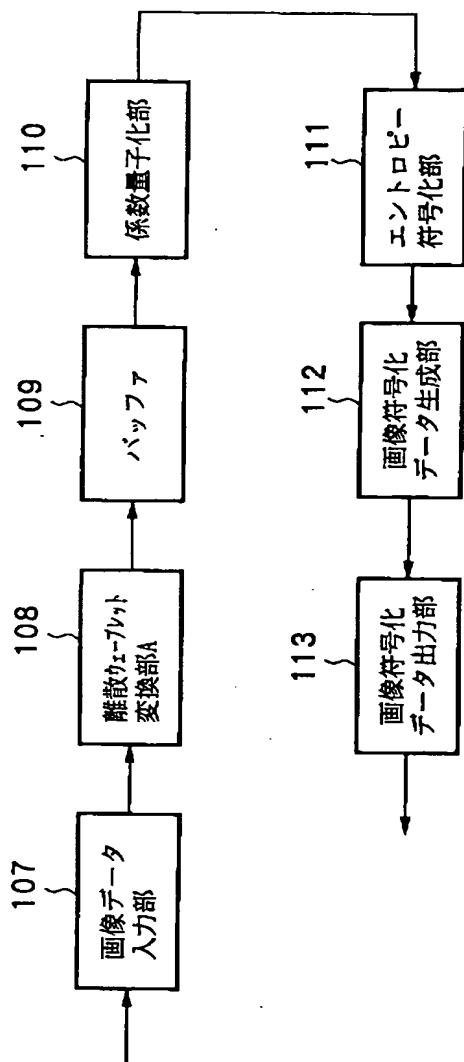 107
画像データ
入力部
108
離散ウェーブレット
変換部A
109
バッファ
110
係数量子化部
111
エントロピー
符号化部
112
画像符号化
データ生成部
113
画像符号化
データ出力部